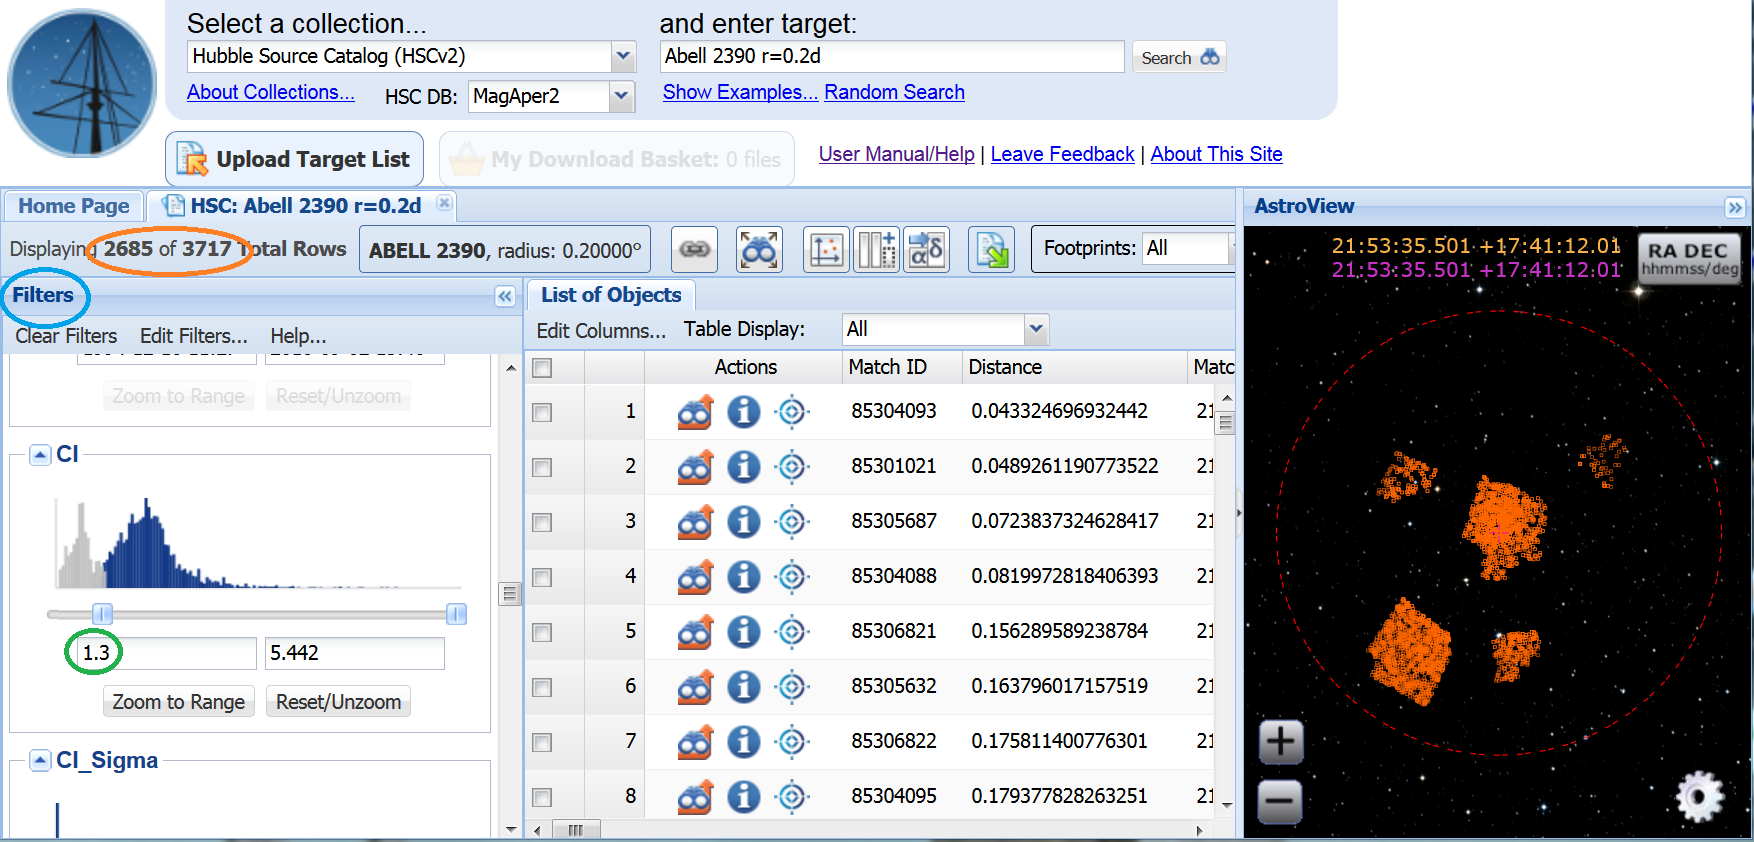 Select a collection... and enter target:
Hubble Source Catalog (HSCv2) Abell 2390 r=0.2d Search
About Collections... HSC DB: MagAper2 Show Examples... Random Search
Upload Target List My Download Basket: 0 files User Manual/Help | Leave Feedback | About This Site
Home Page HSC: Abell 2390 r=0.2d AstroView
Displaying 2685 of 3717 Total Rows ABELL 2390, radius: 0.20000º Footprints: All
21:53:35.501 +17:41:12.01 RA DEC
21:53:35.501 +17:41:12.01 hhmmss/deg
Filters List of Objects
Clear Filters Edit Filters... Help... Edit Columns... Table Display: All
Actions Match ID Distance Matc
Zoom to Range Reset/Unzoom
1 85304093 0.043324696932442 21
CI
2 85301021 0.0489261190773522 21
3 85305687 0.0723837324628417 21
4 85304088 0.0819972818406393 21
5 85306821 0.156289589238784 21
1.3 5.442
6 85305632 0.163796017157519 21
Zoom to Range Reset/Unzoom
7 85306822 0.175811400776301 21
CI_Sigma
8 85304095 0.179377828263251 21